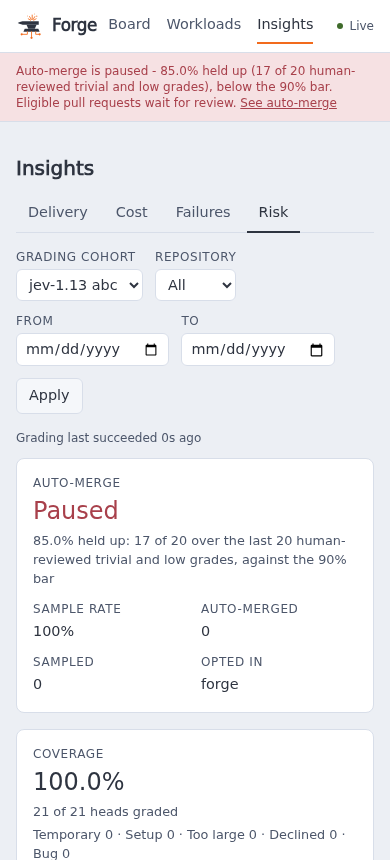 Forge Board Workloads Insights Live
Auto-merge is paused - 85.0% held up (17 of 20 human-
reviewed trivial and low grades), below the 90% bar.
Eligible pull requests wait for review. See auto-merge
Insights
Delivery Cost Failures Risk
GRADING COHORT REPOSITORY
jev-1.13 abc All
FROM TO
mm/dd/yyyy mm/dd/yyyy
Apply
Grading last succeeded 0s ago
AUTO-MERGE
Paused
85.0% held up: 17 of 20 over the last 20 human-
reviewed trivial and low grades, against the 90%
bar
SAMPLE RATE AUTO-MERGED
100% 0
SAMPLED OPTED IN
0 forge
COVERAGE
100.0%
21 of 21 heads graded
Temporary 0 · Setup 0 · Too large 0 · Declined 0 ·
Bug 0